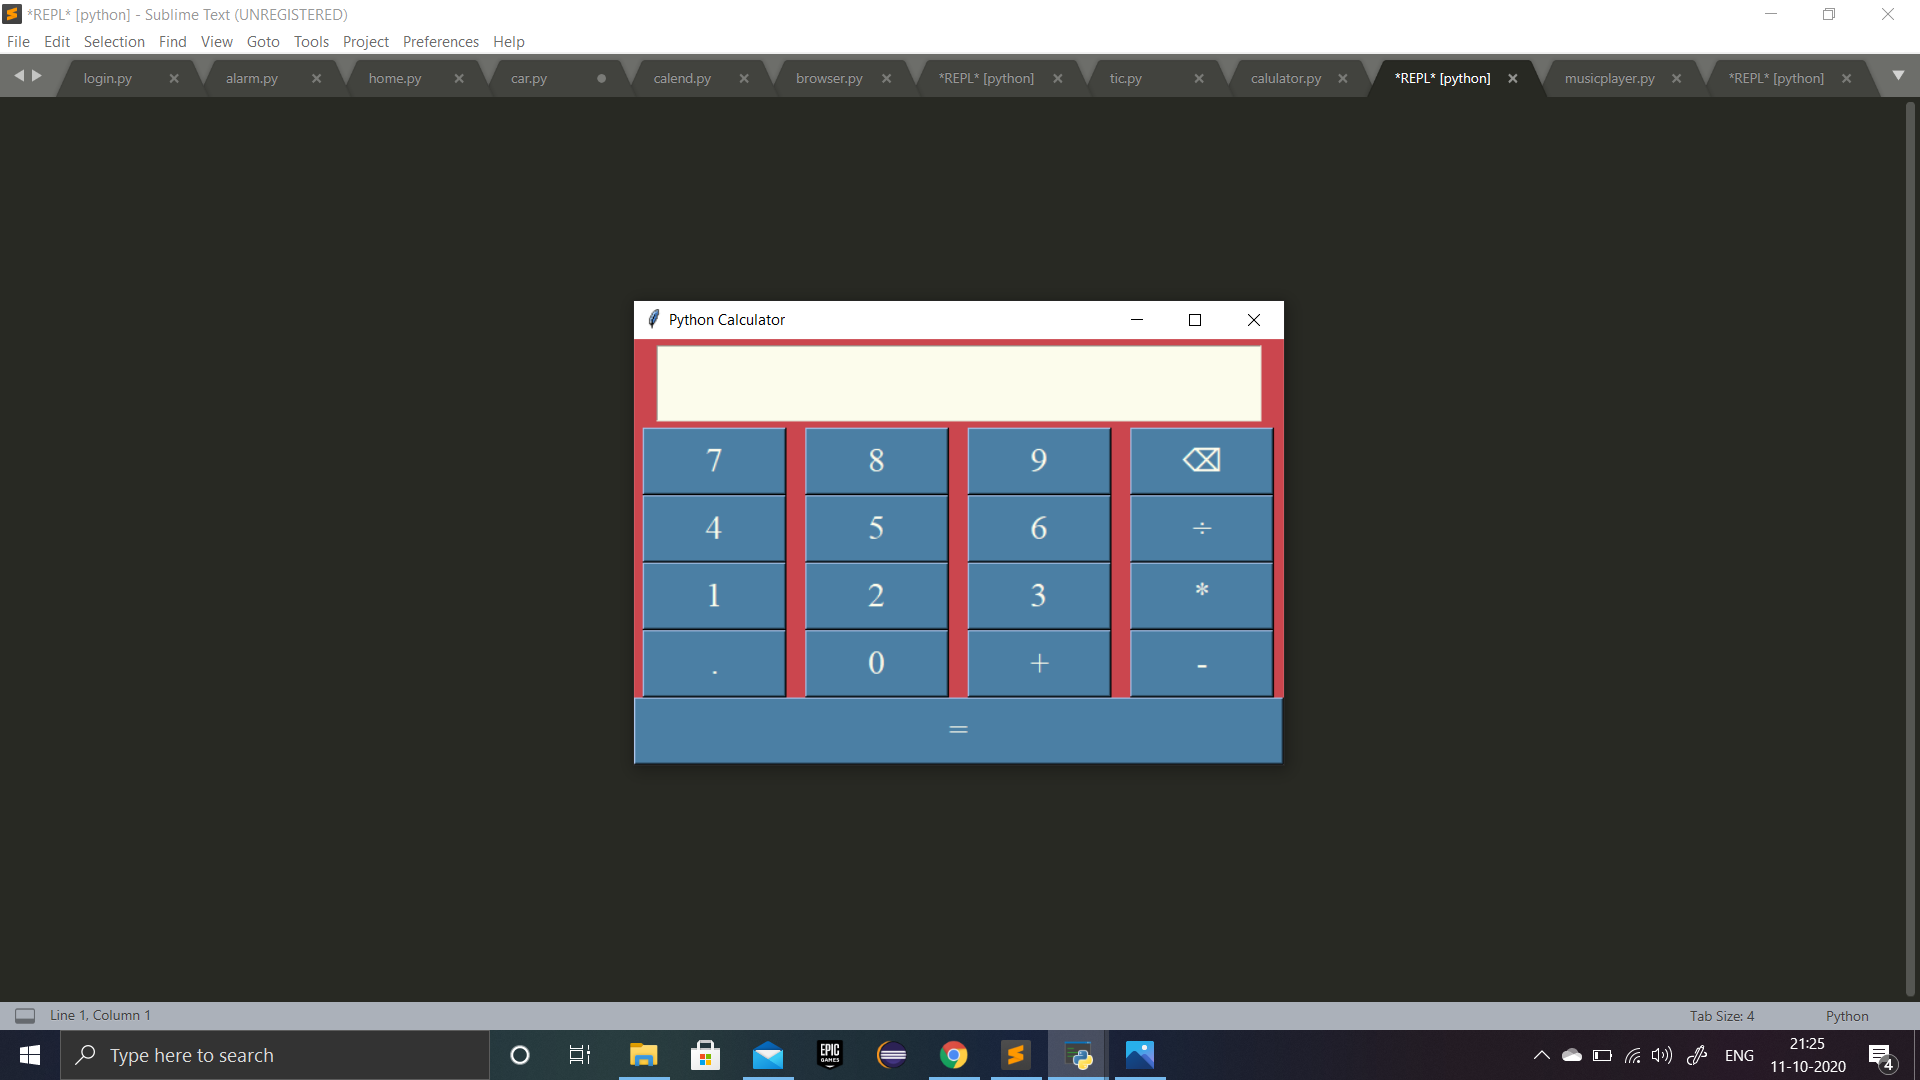 *REPL* [python] - Sublime Text (UNREGISTERED)
File Edit Selection Find View Goto Tools Project Preferences Help
login.py alarm.py home.py car.py calend.py browser.py *REPL* [python] tic.py calulator.py *REPL* [python] musicplayer.py *REPL* [python]
Python Calculator
7 8 9 ⌫
4 5 6 ÷
1 2 3 *
. 0 + -
=
Line 1, Column 1
Tab Size: 4 Python
Type here to search
EPIC GAMES
ENG
21:25
11-10-2020
4